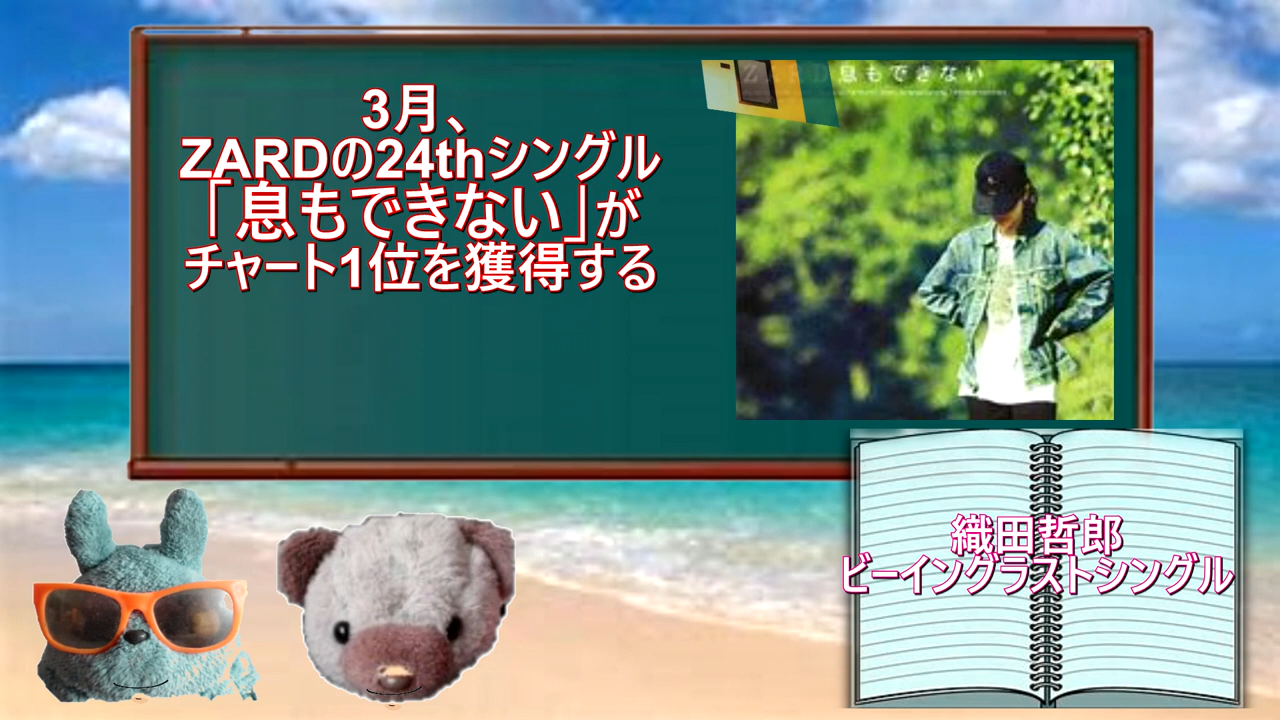 3月、
ZARDの24thシングル
「息もできない」が
チャート1位を獲得する
ZARD 息もできない
織田哲郎
ビーイングラストシングル